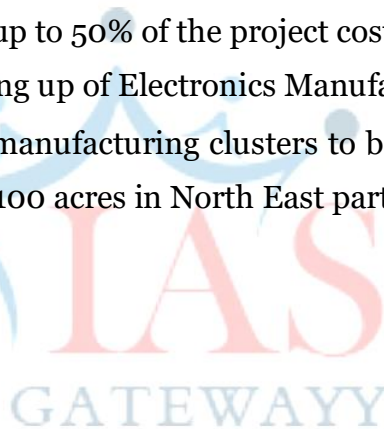 up to 50% of the project cos
ng up of Electronics Manufa
manufacturing clusters to b
100 acres in North East part
IAS
GATEWAYY